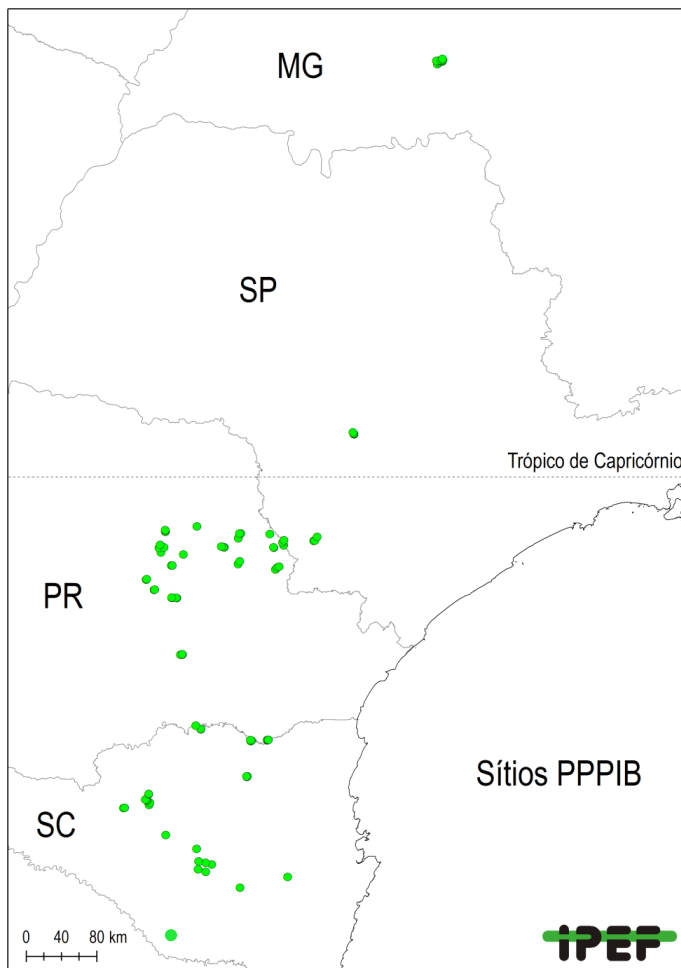 MG
SP
Trópico de Capricórnio
PR
Sítios PPPIB
SC
0 40 80 km
IPEF